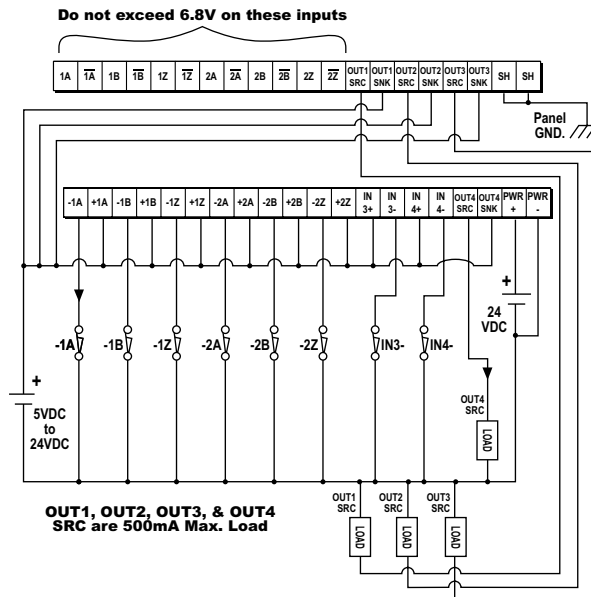 Do not exceed 6.8V on these inputs
1A 1A̅ 1B 1B̅ 1Z 1Z̅ 2A 2A̅ 2B 2B̅ 2Z 2Z̅ OUT1 SRC OUT1 SNK OUT2 SRC OUT2 SNK OUT3 SRC OUT3 SNK SH SH
Panel
GND.
-1A +1A -1B +1B -1Z +1Z -2A +2A -2B +2B -2Z +2Z IN 3+ IN 3- IN 4+ IN 4- OUT4 SRC OUT4 SNK PWR + PWR -
+
24
VDC
-1A -1B -1Z -2A -2B -2Z IN3- IN4-
+
5VDC
to
24VDC
OUT4
SRC
LOAD
OUT1, OUT2, OUT3, & OUT4
SRC are 500mA Max. Load
OUT1
SRC
OUT2
SRC
OUT3
SRC
LOAD LOAD LOAD